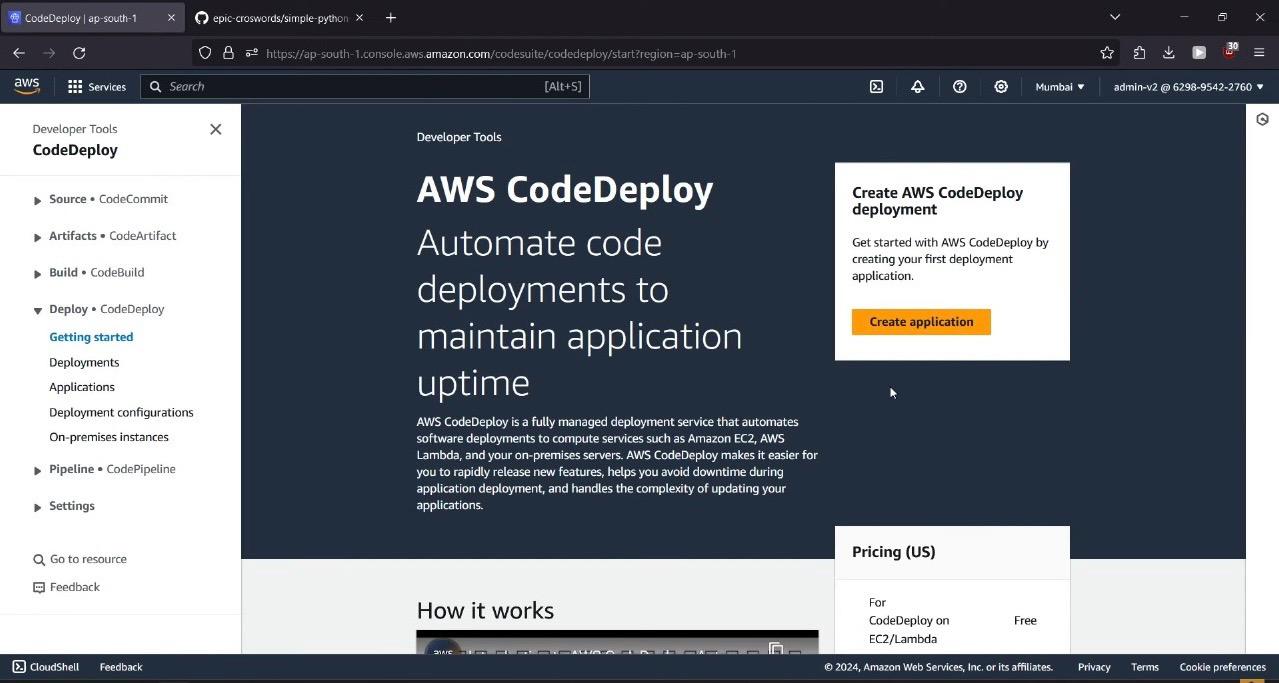 CodeDeploy | ap-south-1
epic-croswords/simple-python
https://ap-south-1.console.aws.amazon.com/codesuite/codedeploy/start?region=ap-south-1
30
aws
Services
Search
[Alt+S]
Mumbai
admin-v2 @ 6298-9542-2760
Developer Tools
CodeDeploy
Source • CodeCommit
Artifacts • CodeArtifact
Build • CodeBuild
Deploy • CodeDeploy
Getting started
Deployments
Applications
Deployment configurations
On-premises instances
Pipeline • CodePipeline
Settings
Go to resource
Feedback
Developer Tools
AWS CodeDeploy
Automate code
deployments to
maintain application
uptime
AWS CodeDeploy is a fully managed deployment service that automates
software deployments to compute services such as Amazon EC2, AWS
Lambda, and your on-premises servers. AWS CodeDeploy makes it easier for
you to rapidly release new features, helps you avoid downtime during
application deployment, and handles the complexity of updating your
applications.
Create AWS CodeDeploy
deployment
Get started with AWS CodeDeploy by
creating your first deployment
application.
Create application
Pricing (US)
For
CodeDeploy on
EC2/Lambda
Free
How it works
aws
CloudShell
Feedback
© 2024, Amazon Web Services, Inc. or its affiliates.
Privacy
Terms
Cookie preferences